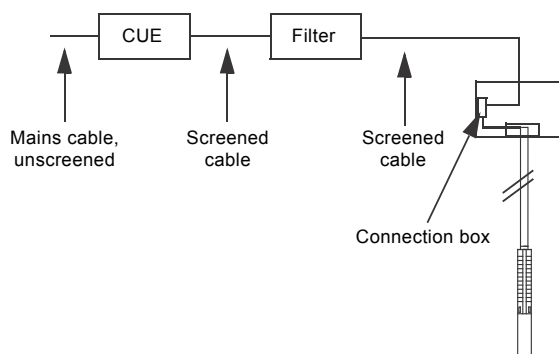 CUE
Filter
Mains cable,
unscreened
Screened
cable
Screened
cable
Connection box